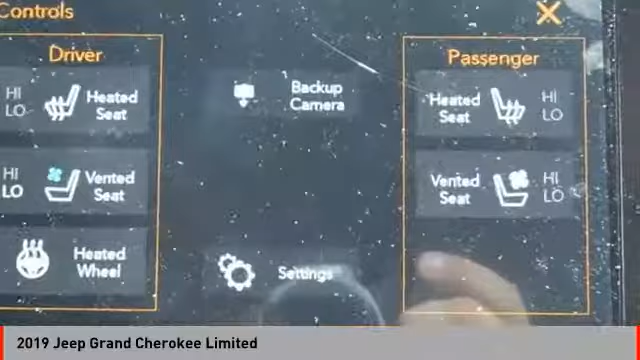 Controls
Driver
HI
LO
Heated
Seat
HI
LO
Vented
Seat
Heated
Wheel
Backup
Camera
Settings
Passenger
Heated
Seat
HI
LO
Vented
Seat
HI
LO
2019 Jeep Grand Cherokee Limited